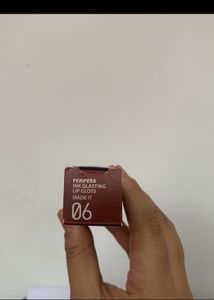 PERIPERA
INK GLASTING
LIP GLOSS
MADE IT
06